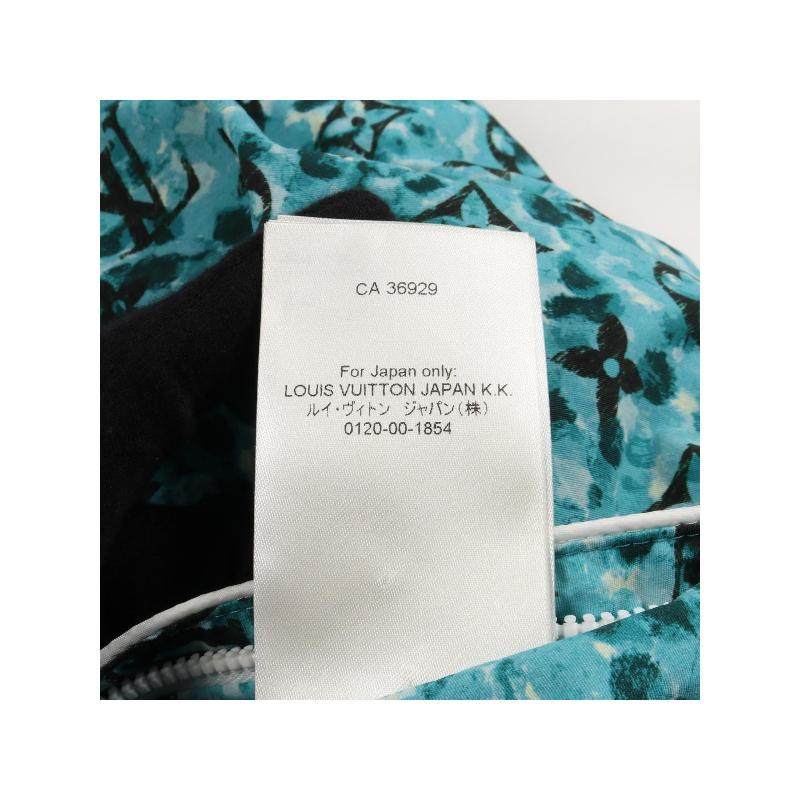 CA 36929
For Japan only:
LOUIS VUITTON JAPAN K.K.
ルイ・ヴィトン ジャパン(株)
0120-00-1854